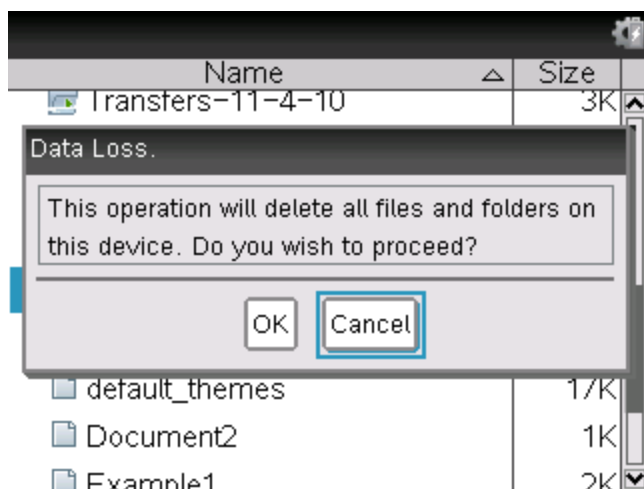 Name Size
Transfers-11-4-10 3K
Data Loss.
This operation will delete all files and folders on
this device. Do you wish to proceed?
OK Cancel
default_themes 17K
Document2 1K
Example1 2K